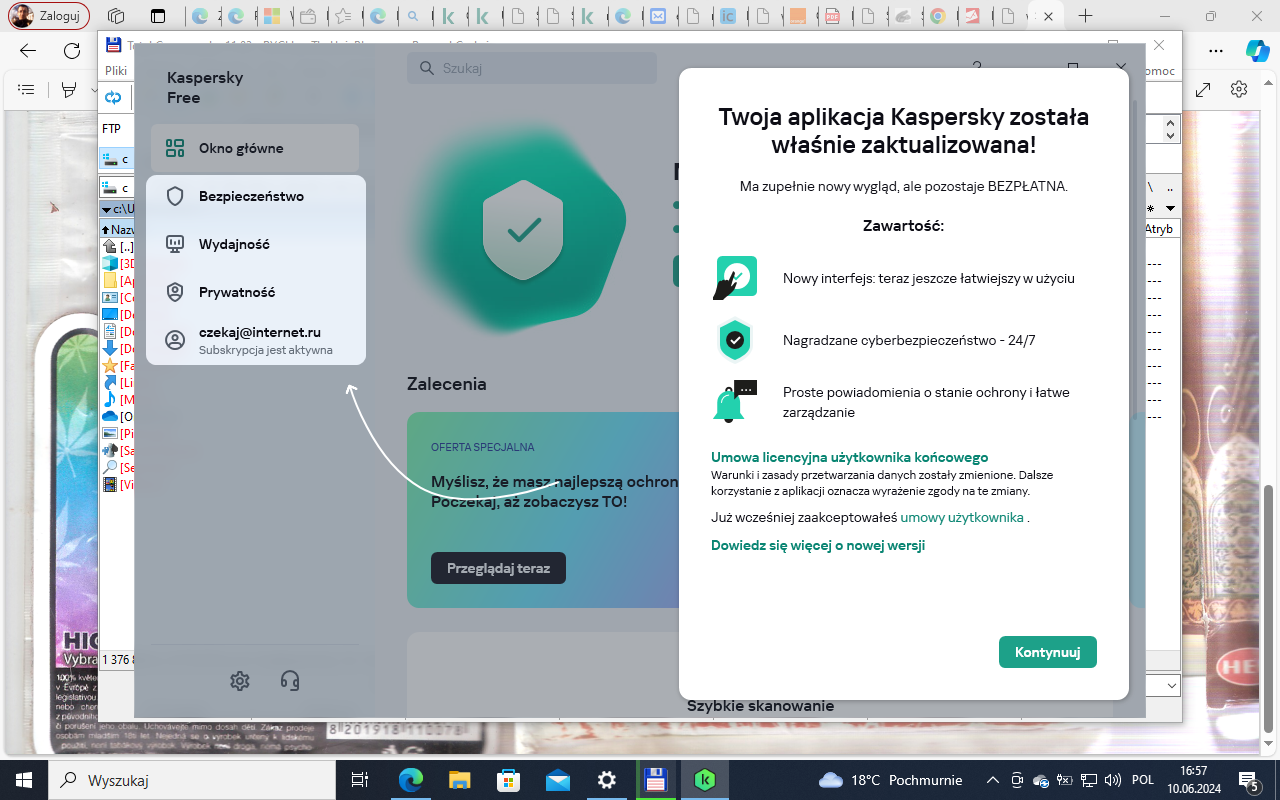 Zaloguj
Pliki
omoc
FTP
c
c
c:\U
Nazw
Atryb
[..]
[3D
[Ap
[Co
[De
[Do
[Do
[Fa
[Li
[M
[O
[Pi
[Sa
[Se
[Vi
1 376 8
Kaspersky
Free
Okno główne
Bezpieczeństwo
Wydajność
Prywatność
czekaj@internet.ru
Subskrypcja jest aktywna
Szukaj
Zalecenia
OFERTA SPECJALNA
Myślisz, że masz najlepszą ochron
Poczekaj, aż zobaczysz TO!
Przeglądaj teraz
Szybkie skanowanie
Twoja aplikacja Kaspersky została
właśnie zaktualizowana!
Ma zupełnie nowy wygląd, ale pozostaje BEZPŁATNA.
Zawartość:
Nowy interfejs: teraz jeszcze łatwiejszy w użyciu
Nagradzane cyberbezpieczeństwo - 24/7
Proste powiadomienia o stanie ochrony i łatwe
zarządzanie
Umowa licencyjna użytkownika końcowego
Warunki i zasady przetwarzania danych zostały zmienione. Dalsze
korzystanie z aplikacji oznacza wyrażenie zgody na te zmiany.
Już wcześniej zaakceptowałeś umowy użytkownika .
Dowiedz się więcej o nowej wersji
Kontynuuj
HE
8 201918 110078
Wyszukaj
18°C Pochmurnie
POL
16:57
10.06.2024
5